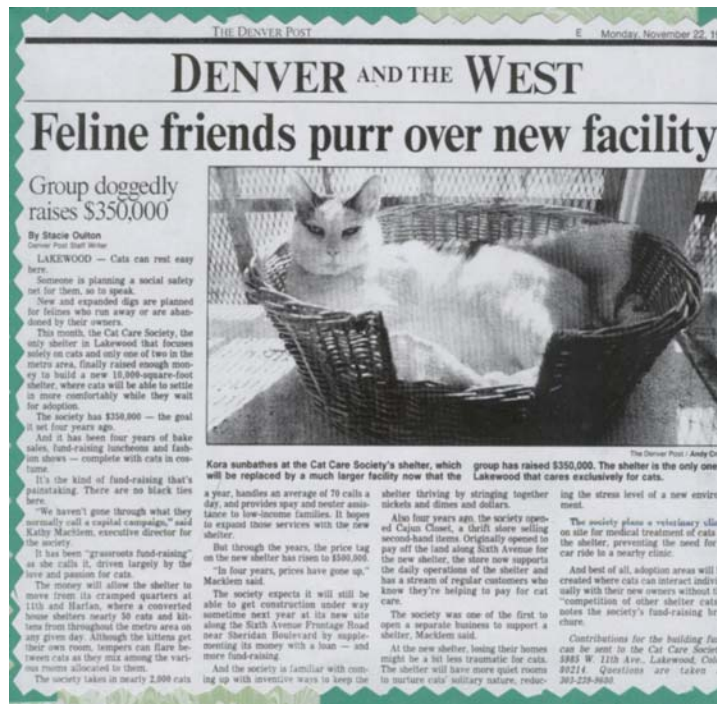 THE DENVER POST
E Monday, November 22, 19
DENVER AND THE WEST
Feline friends purr over new facility
Group doggedly
raises $350,000
By Stacie Oulton
Denver Post Staff Writer
LAKEWOOD — Cats can rest easy
here.
Someone is planning a social safety
net for them, so to speak.
New and expanded digs are planned
for felines who run away or are aban-
doned by their owners.
This month, the Cat Care Society, the
only shelter in Lakewood that focuses
solely on cats and only one of two in the
metro area, finally raised enough mon-
ey to build a new 10,000-square-foot
shelter, where cats will be able to settle
in more comfortably while they wait
for adoption.
The society has $350,000 — the goal
it set four years ago.
And it has been four years of bake
sales, fund-raising luncheons and fash-
ion shows — complete with cats in cos-
tume.
It's the kind of fund-raising that's
painstaking. There are no black ties
here.
"We haven't gone through what they
normally call a capital campaign," said
Kathy Macklem, executive director for
the society.
It has been "grassroots fund-raising"
as she calls it, driven largely by the
love and passion for cats.
The money will allow the shelter to
move from its cramped quarters at
11th and Harlan, where a converted
house shelters nearly 50 cats and kit-
tens from throughout the metro area on
any given day. Although the kittens get
their own room, tempers can flare be-
tween cats as they mix among the vari-
ous rooms allocated to them.
The society takes in nearly 2,000 cats
The Denver Post / Andy Cr
Kora sunbathes at the Cat Care Society's shelter, which
will be replaced by a much larger facility now that the
group has raised $350,000. The shelter is the only one
Lakewood that cares exclusively for cats.
a year, handles an average of 70 calls a
day, and provides spay and neuter assis-
tance to low-income families. It hopes
to expand those services with the new
shelter.
But through the years, the price tag
on the new shelter has risen to $500,000.
"In four years, prices have gone up,"
Macklem said.
The society expects it will still be
able to get construction under way
sometime next year at its new site
along the Sixth Avenue Frontage Road
near Sheridan Boulevard by supple-
menting its money with a loan — and
more fund-raising.
And the society is familiar with com-
ing up with inventive ways to keep the
shelter thriving by stringing together
nickels and dimes and dollars.
Also four years ago, the society open-
ed Cajun Closet, a thrift store selling
second-hand items. Originally opened to
pay off the land along Sixth Avenue for
the new shelter, the store now supports
the daily operations of the shelter and
has a stream of regular customers who
know they're helping to pay for cat
care.
The society was one of the first to
open a separate business to support a
shelter, Macklem said.
At the new shelter, losing their homes
might be a bit less traumatic for cats.
The shelter will have more quiet rooms
to nurture cats' solitary nature, reduc-
ing the stress level of a new enviro
ment.
The society plans a veterinary clin
on site for medical treatment of cats
the shelter, preventing the need for
car ride to a nearby clinic.
And best of all, adoption areas will
created where cats can interact indivi
ually with their new owners without t
"competition of other shelter cats
notes the society's fund-raising br
chure.
Contributions for the building fun
can be sent to the Cat Care Societ
5985 W. 11th Ave., Lakewood, Colo
80214. Questions are taken
303-239-9680.